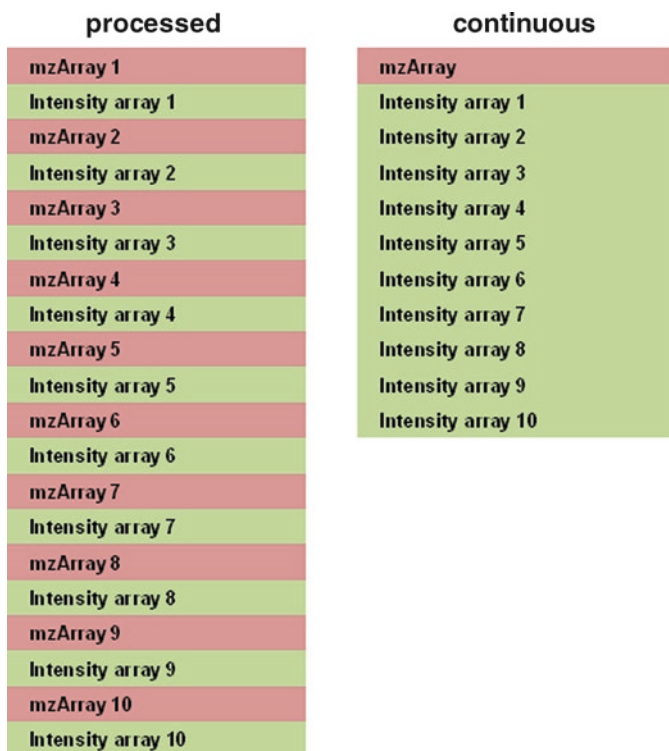 processed
mzArray 1
Intensity array 1
mzArray 2
Intensity array 2
mzArray 3
Intensity array 3
mzArray 4
Intensity array 4
mzArray 5
Intensity array 5
mzArray 6
Intensity array 6
mzArray 7
Intensity array 7
mzArray 8
Intensity array 8
mzArray 9
Intensity array 9
mzArray 10
Intensity array 10
continuous
mzArray
Intensity array 1
Intensity array 2
Intensity array 3
Intensity array 4
Intensity array 5
Intensity array 6
Intensity array 7
Intensity array 8
Intensity array 9
Intensity array 10